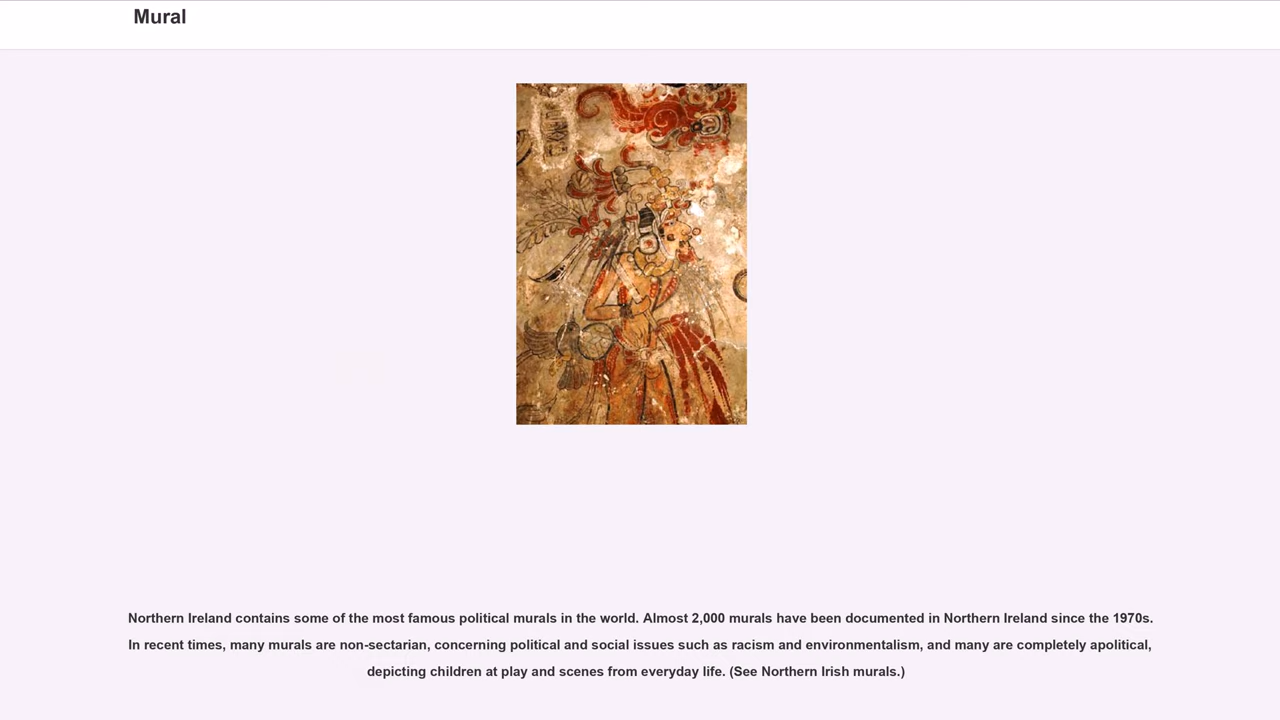 Mural
Northern Ireland contains some of the most famous political murals in the world. Almost 2,000 murals have been documented in Northern Ireland since the 1970s.
In recent times, many murals are non-sectarian, concerning political and social issues such as racism and environmentalism, and many are completely apolitical,
depicting children at play and scenes from everyday life. (See Northern Irish murals.)